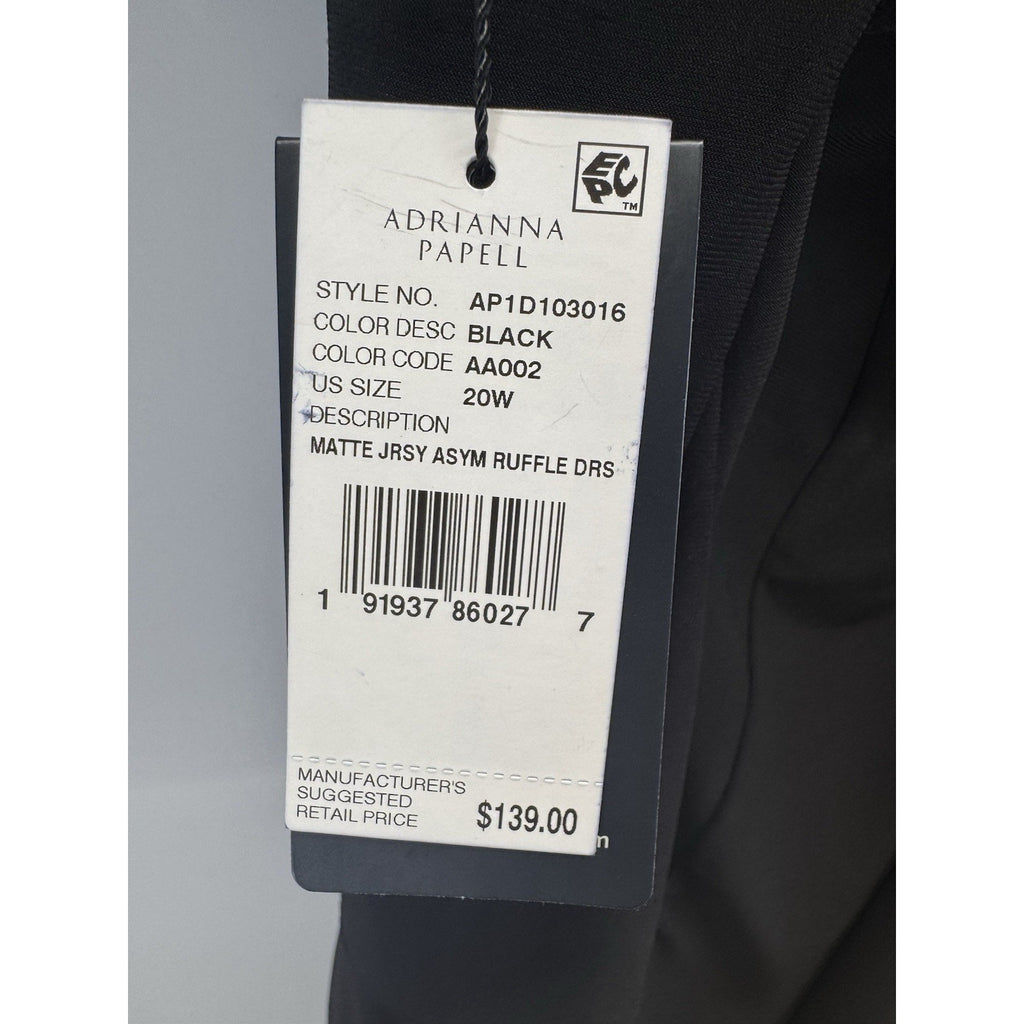 EPC TM
ADRIANNA
PAPELL
STYLE NO. AP1D103016
COLOR DESC BLACK
COLOR CODE AA002
US SIZE 20W
DESCRIPTION
MATTE JRSY ASYM RUFFLE DRS
1 91937 86027 7
MANUFACTURER'S
SUGGESTED
RETAIL PRICE $139.00